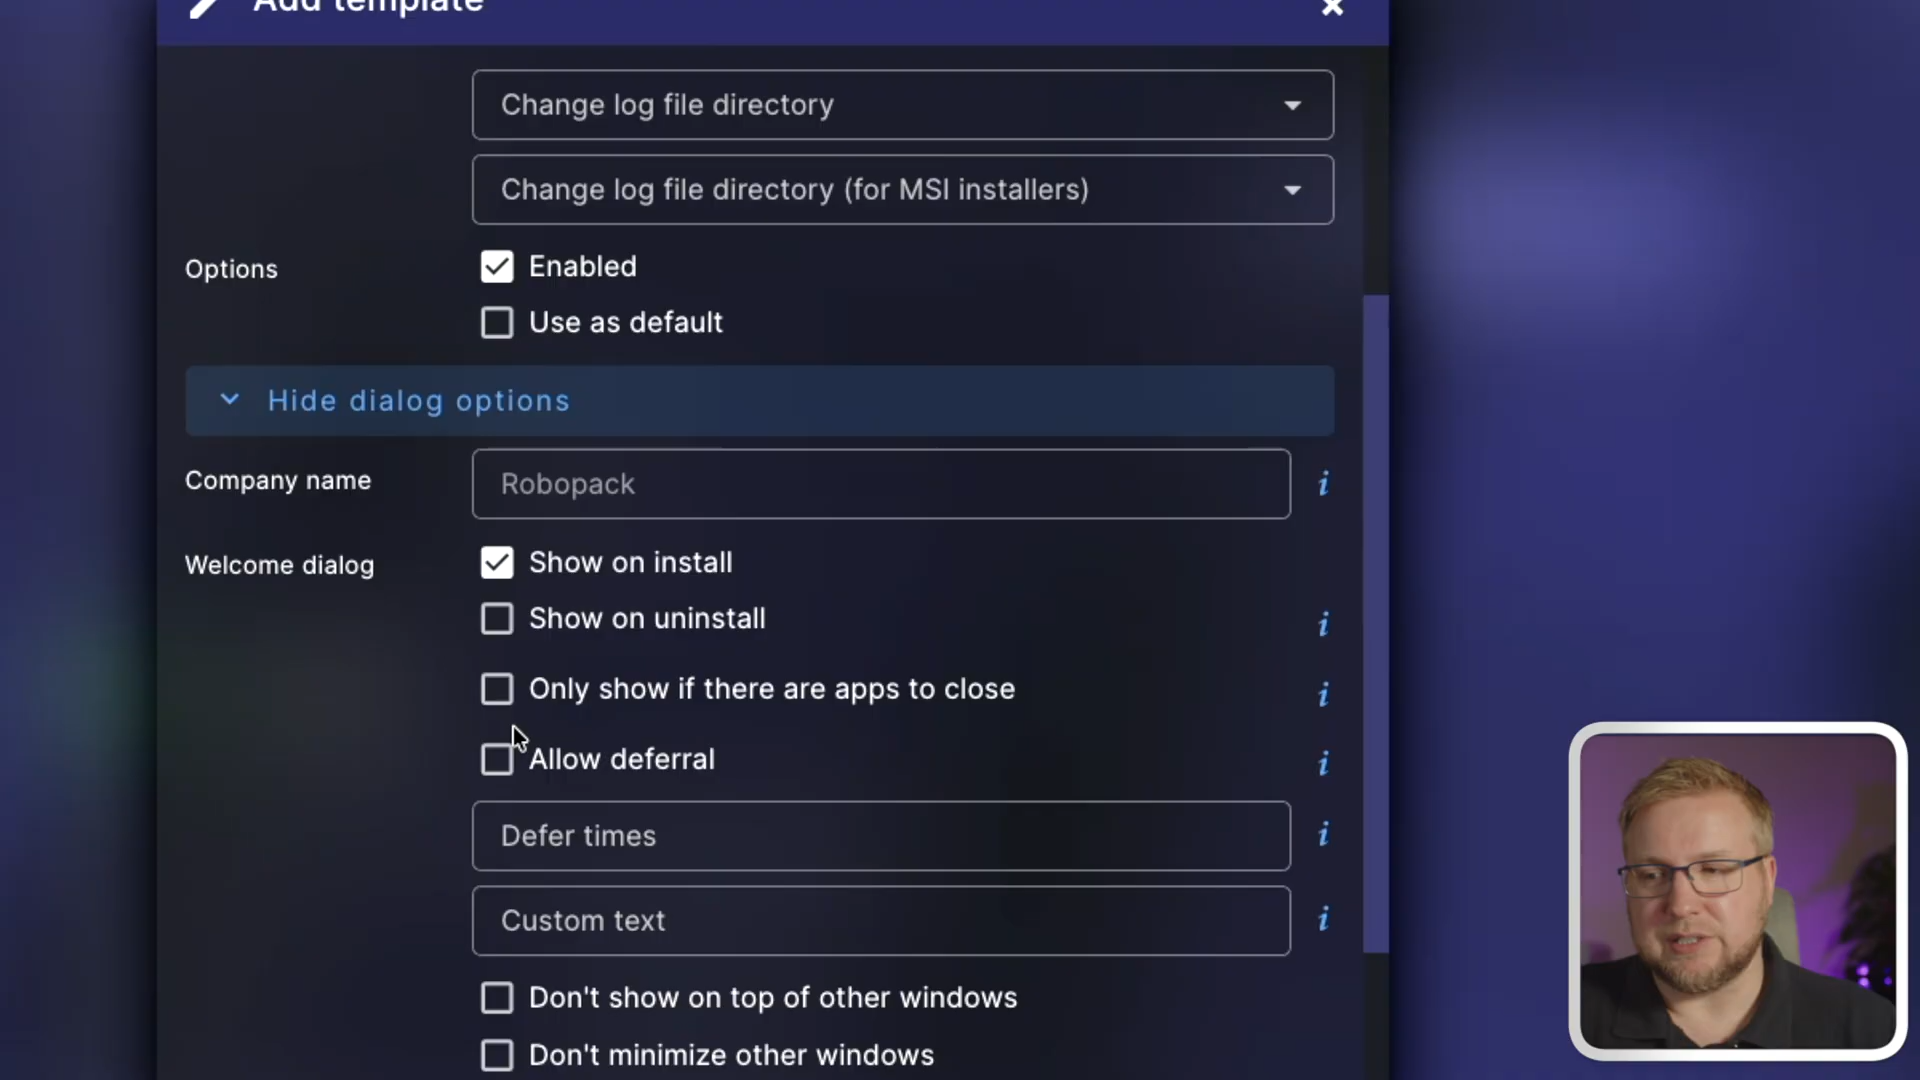 Add template
Change log file directory
Change log file directory (for MSI installers)
Options
Enabled
Use as default
Hide dialog options
Company name
Robopack
Welcome dialog
Show on install
Show on uninstall
Only show if there are apps to close
Allow deferral
Defer times
Custom text
Don't show on top of other windows
Don't minimize other windows